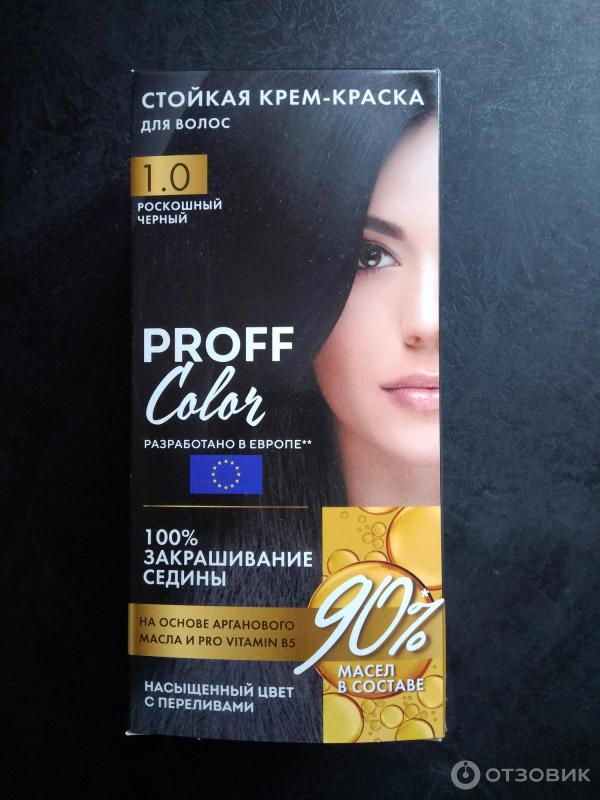 СТОЙКАЯ КРЕМ-КРАСКА
ДЛЯ ВОЛОС
1.0
РОСКОШНЫЙ
ЧЕРНЫЙ
PROFF
Color
РАЗРАБОТАНО В ЕВРОПЕ**
100%
ЗАКРАШИВАНИЕ
СЕДИНЫ
НА ОСНОВЕ АРГАНОВОГО
МАСЛА И PRO VITAMIN B5
90%*
МАСЕЛ
В СОСТАВЕ
НАСЫЩЕННЫЙ ЦВЕТ
С ПЕРЕЛИВАМИ
ОТЗОВИК